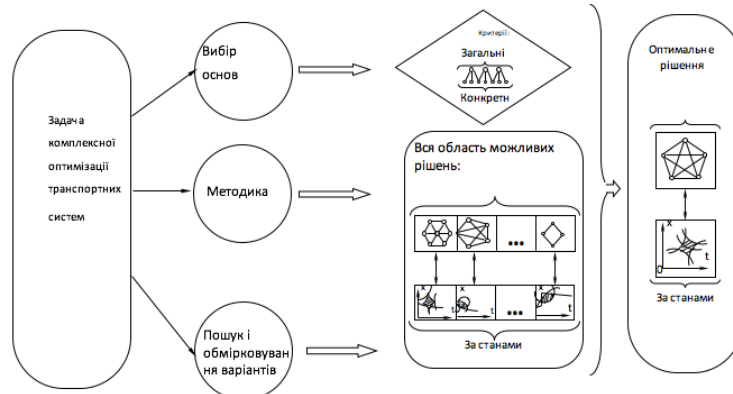 Задача
комплексної
оптимізації
транспортних
систем
Вибір
основ
Методика
Пошук і
обмірковуван
ня варіантів
Критерії:
Загальні
Конкретн
Вся область можливих
рішень:
...
x
t
x
t
...
x
t
За станами
Оптимальне
рішення
x
0
t
За станами